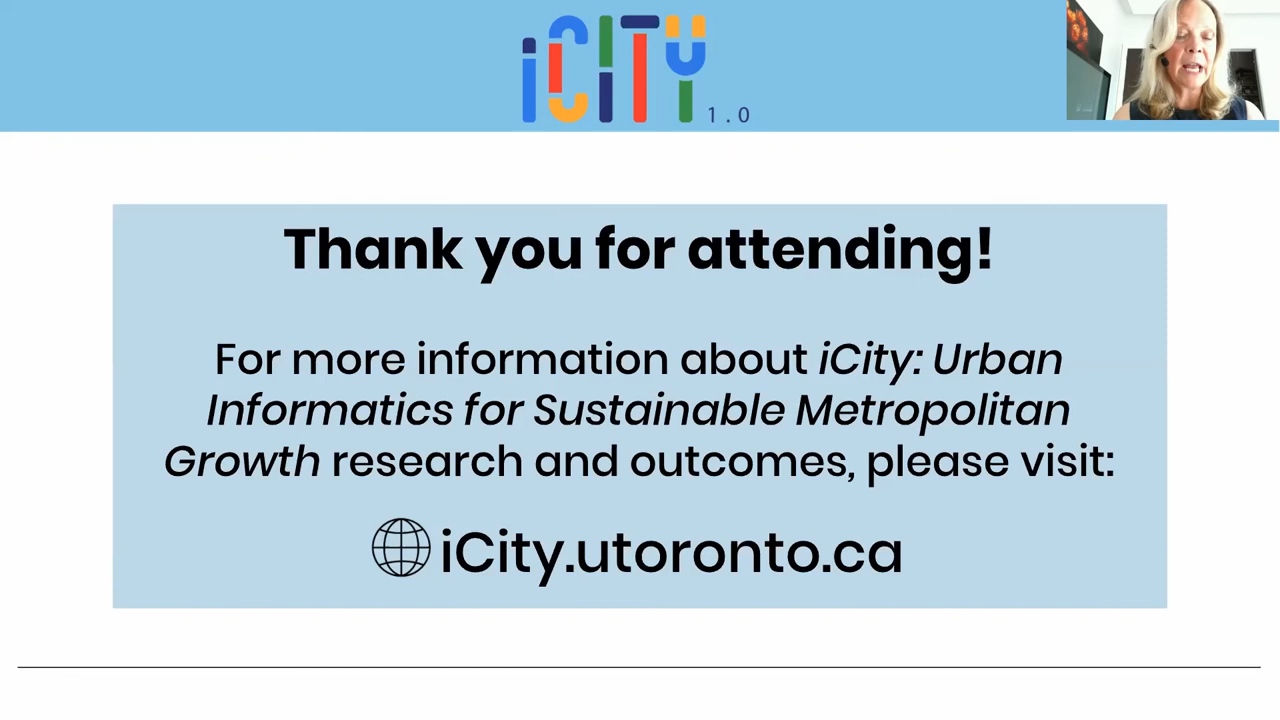 iCITY 1.0
Thank you for attending!
For more information about iCity: Urban
Informatics for Sustainable Metropolitan
Growth research and outcomes, please visit:
iCity.utoronto.ca